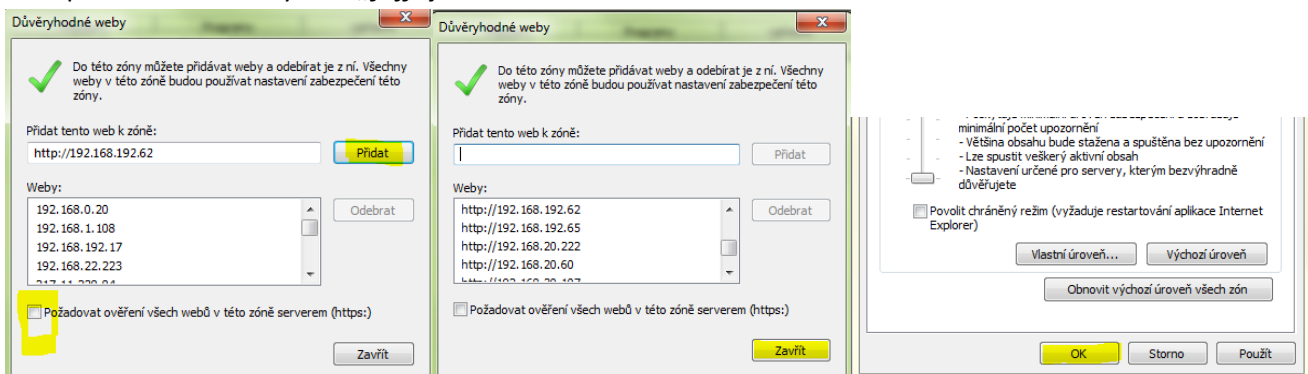 Důvěryhodné weby
Do této zóny můžete přidávat weby a odebírat je z ní. Všechny
weby v této zóně budou používat nastavení zabezpečení této
zóny.
Přidat tento web k zóně:
http://192.168.192.62
Přidat
Weby:
192.168.0.20
192.168.1.108
192.168.192.17
192.168.22.223
Odebrat
Požadovat ověření všech webů v této zóně serverem (https:)
Zavřít
Důvěryhodné weby
Do této zóny můžete přidávat weby a odebírat je z ní. Všechny
weby v této zóně budou používat nastavení zabezpečení této
zóny.
Přidat tento web k zóně:
Přidat
Weby:
http://192.168.192.62
http://192.168.192.65
http://192.168.20.222
http://192.168.20.60
Odebrat
Požadovat ověření všech webů v této zóně serverem (https:)
Zavřít
minimální počet upozornění
- Většina obsahu bude stažena a spuštěna bez upozornění
- Lze spustit veškerý aktivní obsah
- Nastavení určené pro servery, kterým bezvýhradně
důvěřujete
Povolit chráněný režim (vyžaduje restartování aplikace Internet
Explorer)
Vlastní úroveň...
Výchozí úroveň
Obnovit výchozí úroveň všech zón
OK
Storno
Použít